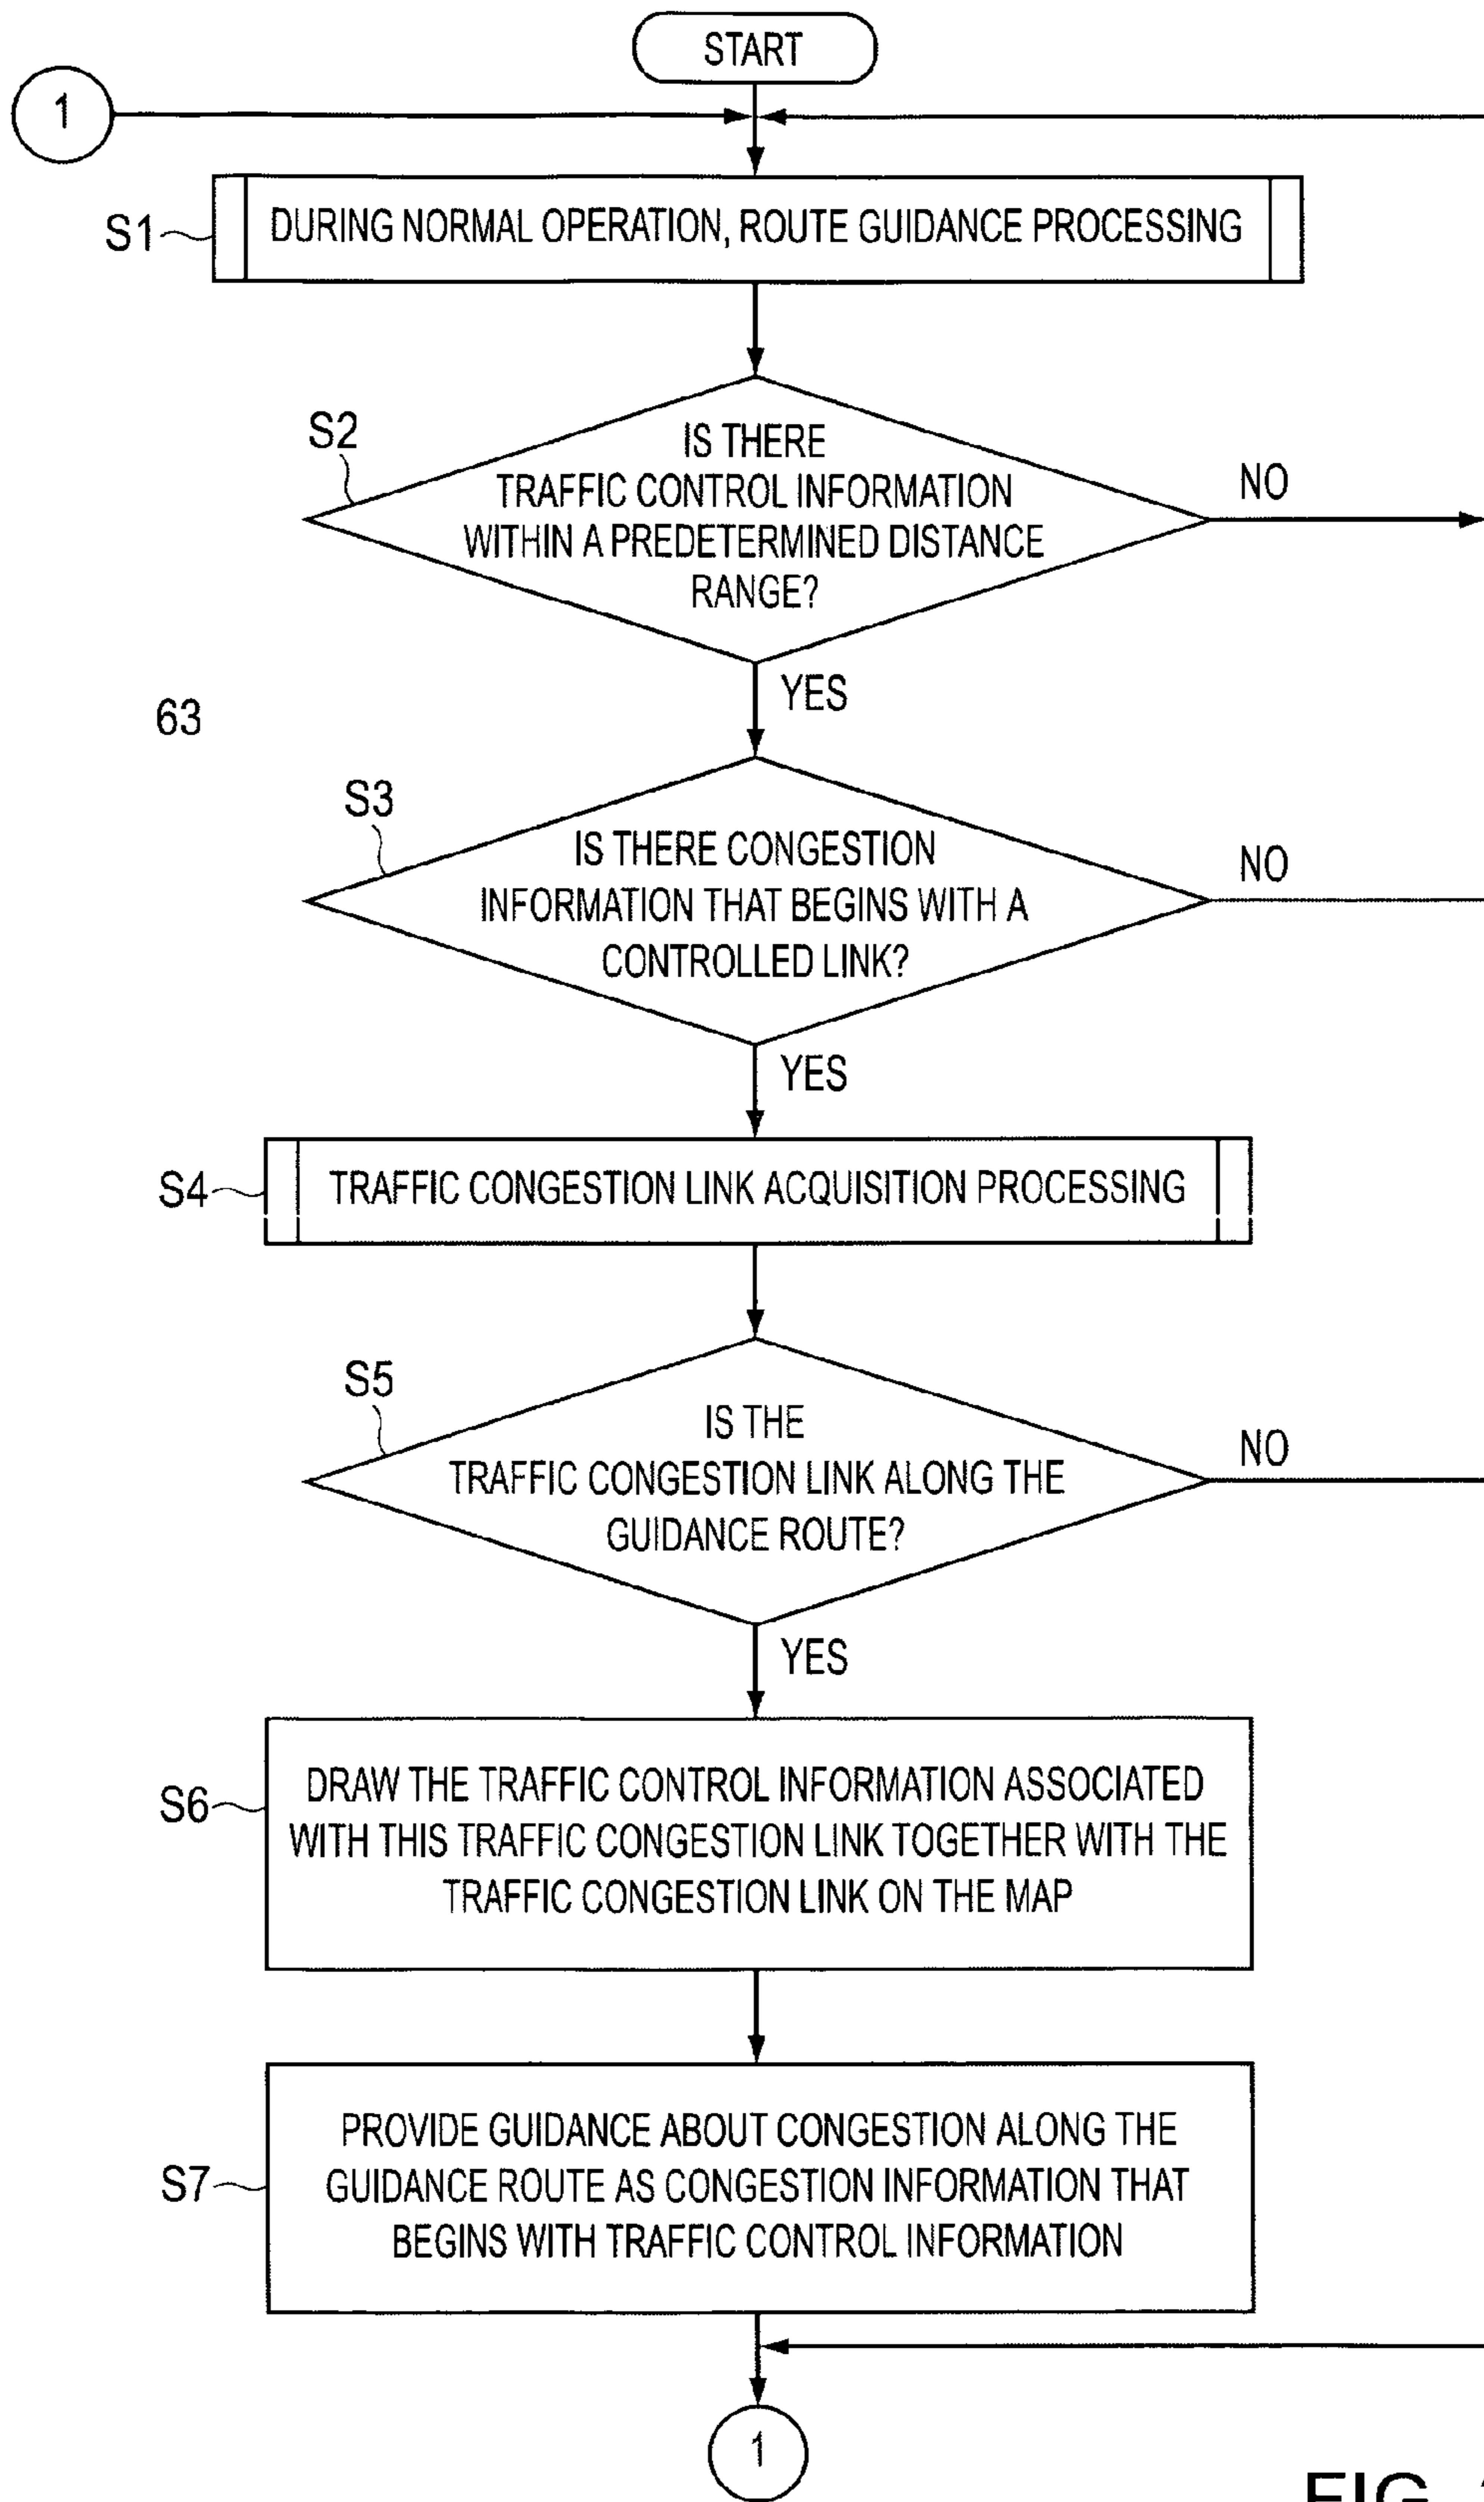 START
1
S1
DURING NORMAL OPERATION, ROUTE GUIDANCE PROCESSING
S2
IS THERE
TRAFFIC CONTROL INFORMATION
WITHIN A PREDETERMINED DISTANCE
RANGE?
NO
YES
63
S3
IS THERE CONGESTION
INFORMATION THAT BEGINS WITH A
CONTROLLED LINK?
NO
YES
S4
TRAFFIC CONGESTION LINK ACQUISITION PROCESSING
S5
IS THE
TRAFFIC CONGESTION LINK ALONG THE
GUIDANCE ROUTE?
NO
YES
S6
DRAW THE TRAFFIC CONTROL INFORMATION ASSOCIATED
WITH THIS TRAFFIC CONGESTION LINK TOGETHER WITH THE
TRAFFIC CONGESTION LINK ON THE MAP
S7
PROVIDE GUIDANCE ABOUT CONGESTION ALONG THE
GUIDANCE ROUTE AS CONGESTION INFORMATION THAT
BEGINS WITH TRAFFIC CONTROL INFORMATION
1
FIG.